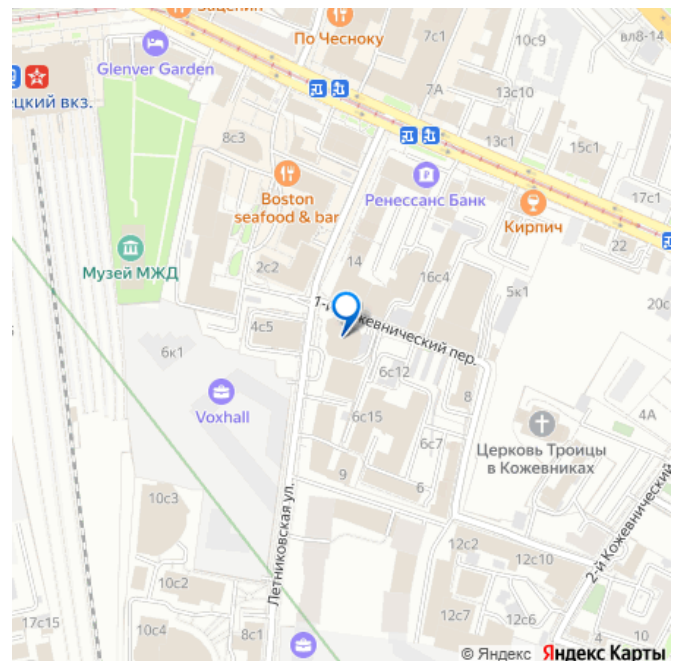 Зацепин
По Чесноку
7с1
10с9
вл8-14
Glenver Garden
7А
13с10
ецкий вкз.
8с3
13с1
15с1
Boston
seafood & bar
Ренессанс Банк
17с1
Кирпич
22
Музей МЖД
2с2
14
16с4
5к1
20с
1-й Кожевнический пер.
4с5
6к1
6с12
8
Voxhall
6с15
4А
6с7
Церковь Троицы
в Кожевниках
9
6
10с3
Летниковская ул.
2-й Кожевнический
12с2
12с10
10с2
17с15
10с4
8с1
12с7
12с6
4
10
© Яндекс Яндекс Карты